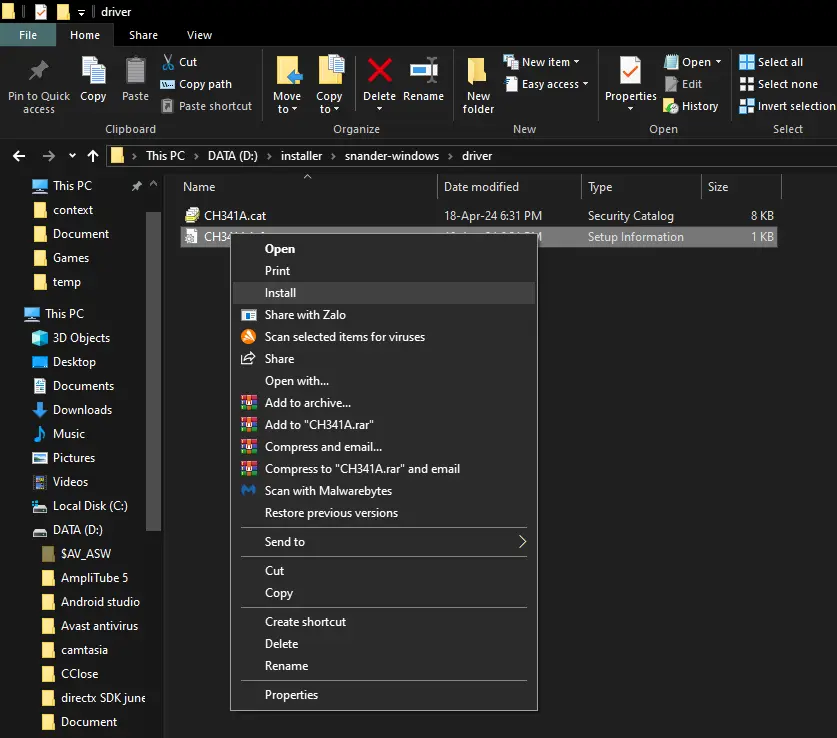 driver
File Home Share View
Pin to Quick access
Copy
Paste
Cut
Copy path
Paste shortcut
Clipboard
Move to
Copy to
Delete
Rename
Organize
New folder
New item
Easy access
New
Properties
Open
Edit
History
Open
Select all
Select none
Invert selection
Select
This PC > DATA (D:) > installer > snander-windows > driver
This PC
context
Document
Games
temp
This PC
3D Objects
Desktop
Documents
Downloads
Music
Pictures
Videos
Local Disk (C:)
DATA (D:)
$AV_ASW
AmpliTube 5
Android studio
Avast antivirus
camtasia
CClose
directx SDK june
Document
Name Date modified Type Size
CH341A.cat 18-Apr-24 6:31 PM Security Catalog 8 KB
Setup Information 1 KB
Open
Print
Install
Share with Zalo
Scan selected items for viruses
Share
Open with...
Add to archive...
Add to "CH341A.rar"
Compress and email...
Compress to "CH341A.rar" and email
Scan with Malwarebytes
Restore previous versions
Send to
Cut
Copy
Create shortcut
Delete
Rename
Properties